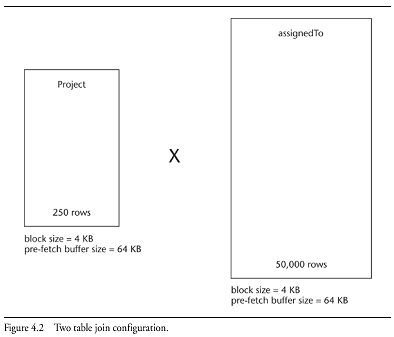 Project
250 rows
block size = 4 KB
pre-fetch buffer size = 64 KB
X
assignedTo
50,000 rows
block size = 4 KB
pre-fetch buffer size = 64 KB
Figure 4.2 Two table join configuration.